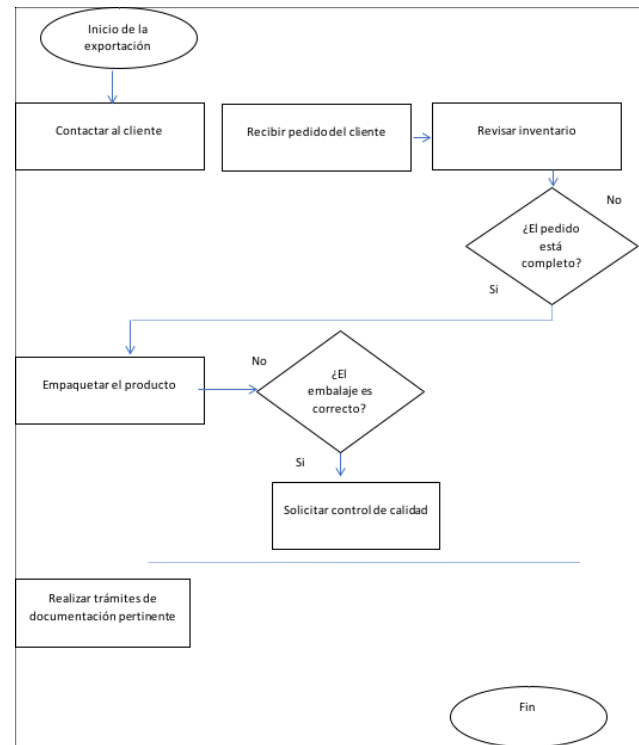 Inicio de la
exportación
Contactar al cliente
Recibir pedido del cliente
Revisar inventario
No
¿El pedido
está
completo?
Si
Empaquetar el producto
No
¿El
embalaje es
correcto?
Si
Solicitar control de calidad
Realizar trámites de
documentación pertinente
Fin